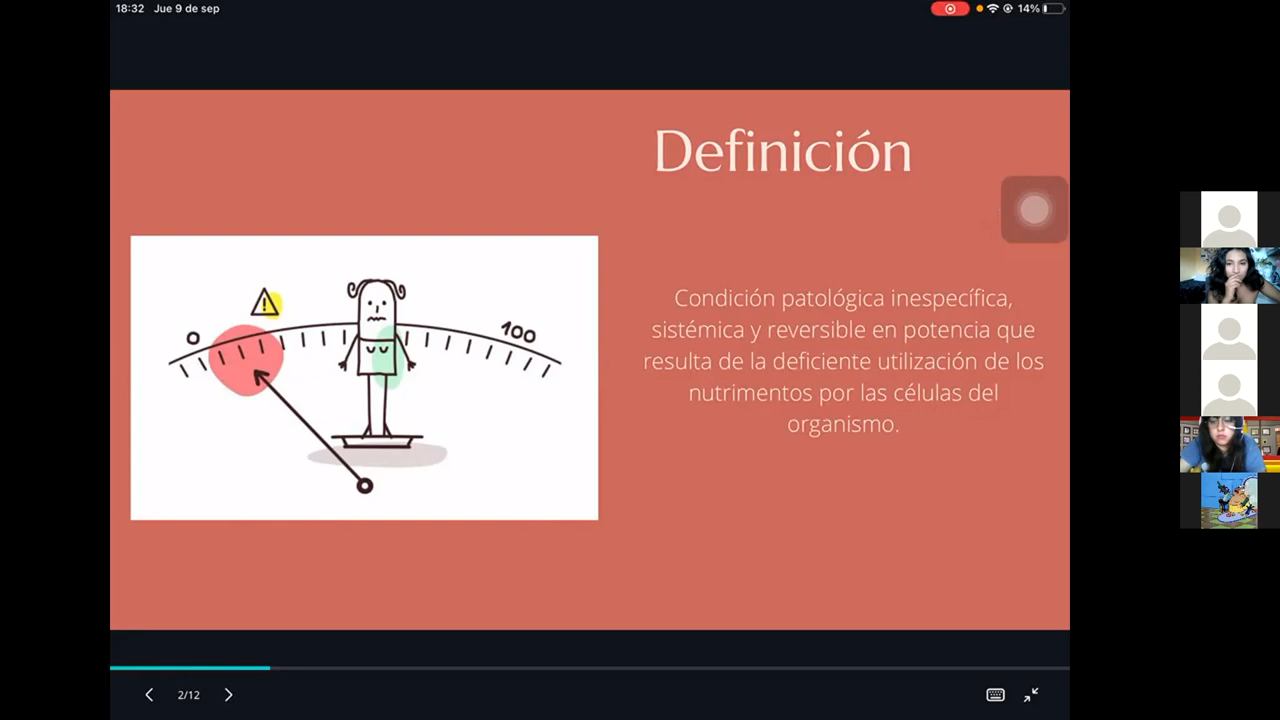 18:32 Jue 9 de sep
14%
Definición
0
100
Condición patológica inespecífica,
sistémica y reversible en potencia que
resulta de la deficiente utilización de los
nutrimentos por las células del
organismo.
2/12